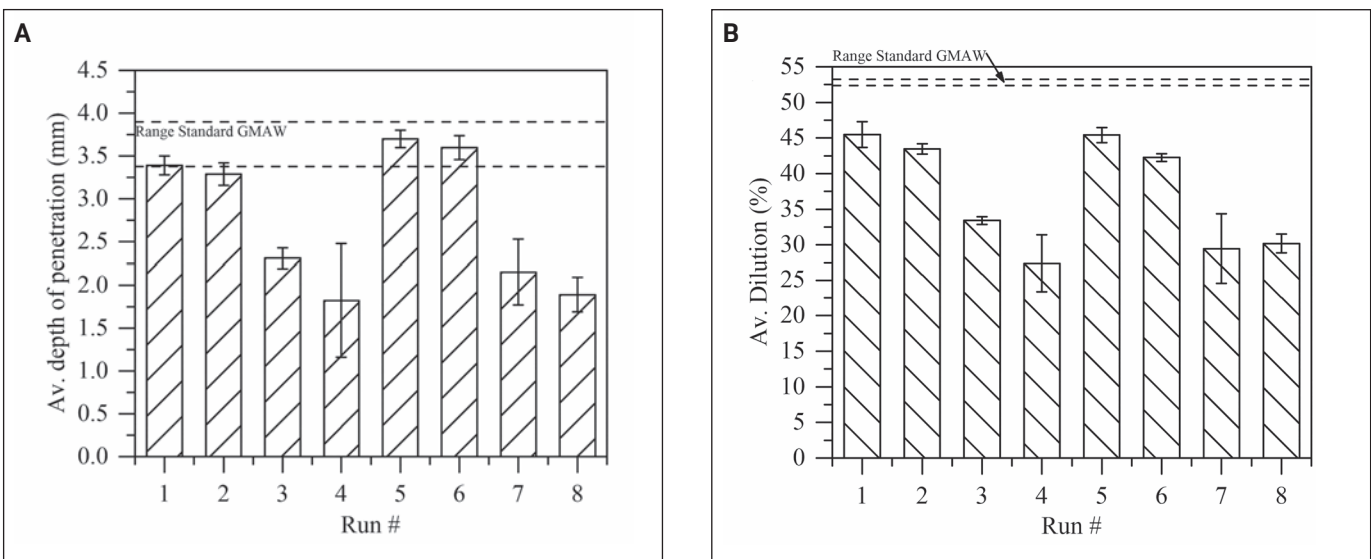 A
4.5
4.0
3.5
3.0
2.5
2.0
1.5
1.0
0.5
0.0
Av. depth of penetration (mm)
Range Standard GMAW
1 2 3 4 5 6 7 8
Run #
B
Range Standard GMAW
55
50
45
40
35
30
25
20
15
10
5
0
Av. Dilution (%)
1 2 3 4 5 6 7 8
Run #